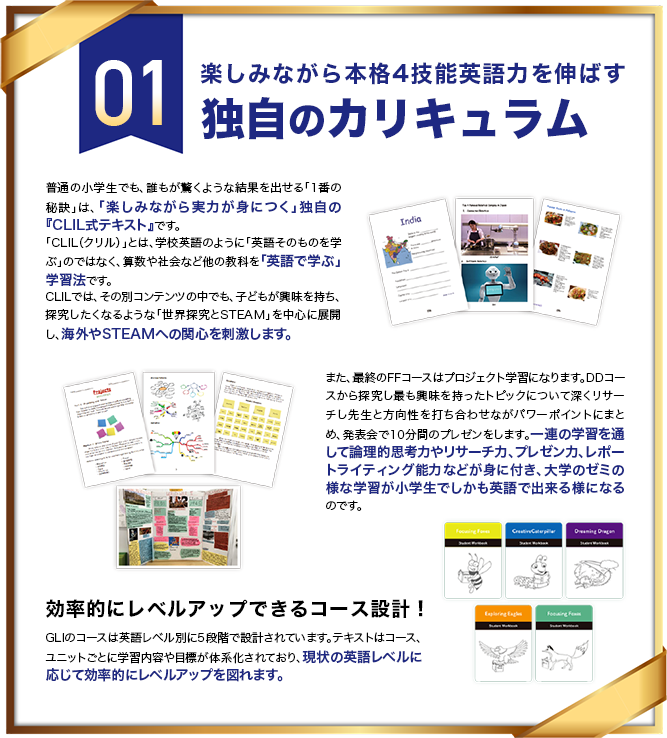 01
楽しみながら本格4技能英語力を伸ばす
独自のカリキュラム
普通の小学生でも、誰もが驚くような結果を出せる「1番の
秘訣」は、「楽しみながら実力が身につく」独自の
『CLIL式テキスト』です。
「CLIL(クリル)」とは、学校英語のように「英語そのものを学
ぶ」のではなく、算数や社会など他の教科を「英語で学ぶ」
学習法です。
CLILでは、その別コンテンツの中でも、子どもが興味を持ち、
探究したくなるような「世界探究とSTEAM」を中心に展開
し、海外やSTEAMへの関心を刺激します。
India
また、最終のFFコースはプロジェクト学習になります。DDコー
スから探究し最も興味を持ったトピックについて深くリサー
チし先生と方向性を打ち合わせながパワーポイントにまと
め、発表会で10分間のプレゼンをします。一連の学習を通
して論理的思考力やリサーチ力、プレゼン力、レポー
トライティング能力などが身に付き、大学のゼミの
様な学習が小学生でしかも英語で出来る様になる
のです。
Projects
CreativeCaterpillar
Student Workbook
Dreaming Dragon
Student Workbook
Student Workbook
Exploring Eagles
Student Workbook
Focusing Foxes
Student Workbook
効率的にレベルアップできるコース設計！
GLIのコースは英語レベル別に5段階で設計されています。テキストはコース、
ユニットごとに学習内容や目標が体系化されており、現状の英語レベルに
応じて効率的にレベルアップを図れます。